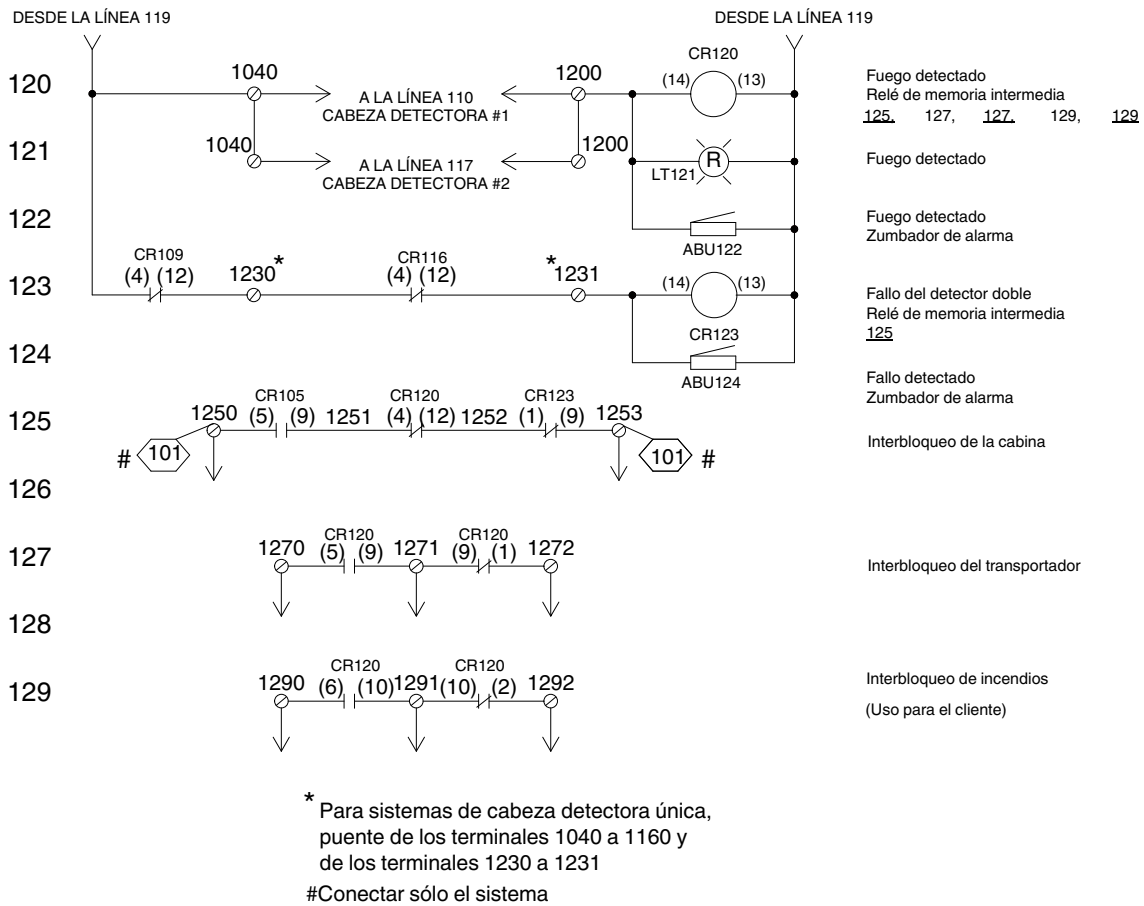 DESDE LA LÍNEA 119
DESDE LA LÍNEA 119
CR120
120
1040
A LA LÍNEA 110
CABEZA DETECTORA #1
1200
(14)
(13)
Fuego detectado
Relé de memoria intermedia
125, 127, 127, 129, 129
121
1040
A LA LÍNEA 117
CABEZA DETECTORA #2
1200
R
LT121
Fuego detectado
122
ABU122
Fuego detectado
Zumbador de alarma
123
CR109
(4) (12)
1230*
CR116
(4) (12)
*1231
(14)
(13)
CR123
Fallo del detector doble
Relé de memoria intermedia
125
124
ABU124
Fallo detectado
Zumbador de alarma
125
# 101
1250
CR105
(5) (9)
1251
CR120
(4) (12)
1252
CR123
(1) (9)
1253
101 #
Interbloqueo de la cabina
126
127
1270
CR120
(5) (9)
1271
CR120
(9) (1)
1272
Interbloqueo del transportador
128
129
1290
CR120
(6) (10)
1291
CR120
(10) (2)
1292
Interbloqueo de incendios
(Uso para el cliente)
* Para sistemas de cabeza detectora única,
puente de los terminales 1040 a 1160 y
de los terminales 1230 a 1231
#Conectar sólo el sistema